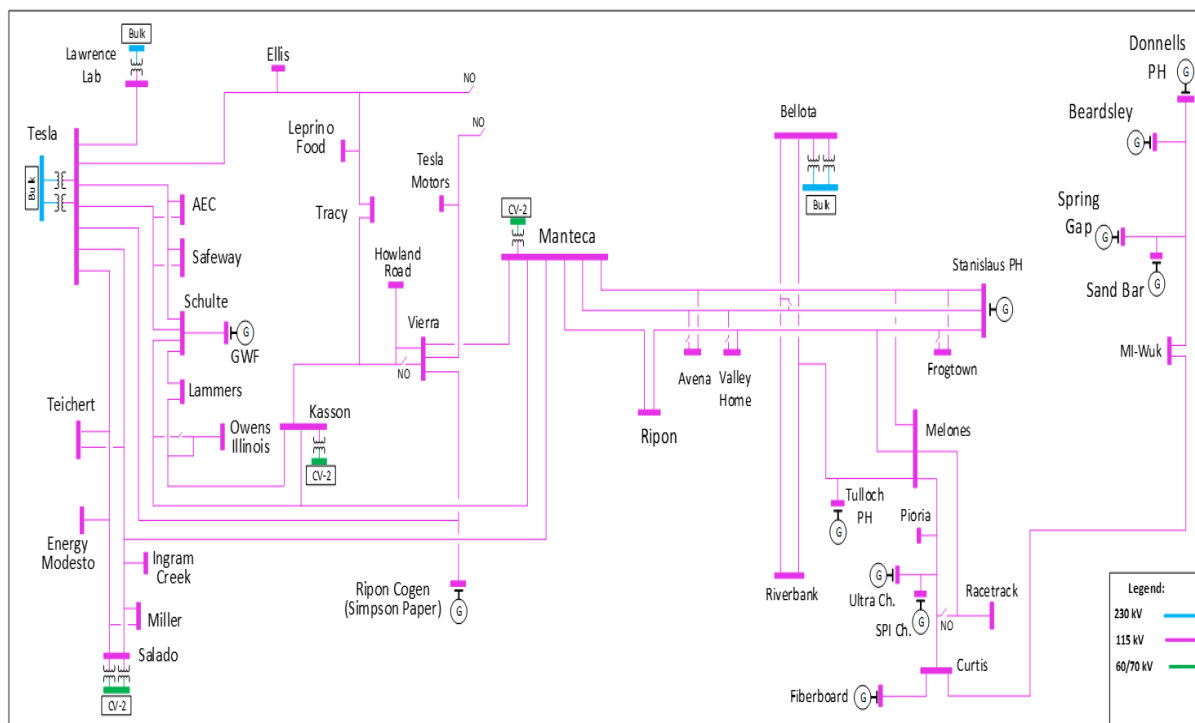 Bulk
Lawrence
Lab
Ellis
NO
Donnells
PH
G
Tesla
Bulk
Leprino
Food
NO
Tesla
Motors
Bellota
Bulk
Beardsley
G
AEC
Tracy
CV-2
Manteca
Spring
Gap
G
Safeway
Howland
Road
Stanislaus PH
G
Sand Bar
G
Schulte
G
GWF
Vierra
NO
MI-Wuk
Lammers
Avena
Valley
Home
Frogtown
Teichert
Owens
Illinois
Kasson
CV-2
Ripon
Melones
Tulloch
PH
G
Pioria
Energy
Modesto
Ingram
Creek
Ripon Cogen
(Simpson Paper)
G
Riverbank
G
Ultra Ch.
G
SPI Ch.
NO
Racetrack
Miller
Salado
CV-2
Curtis
Fiberboard
G
Legend:
230 kV
115 kV
60/70 kV